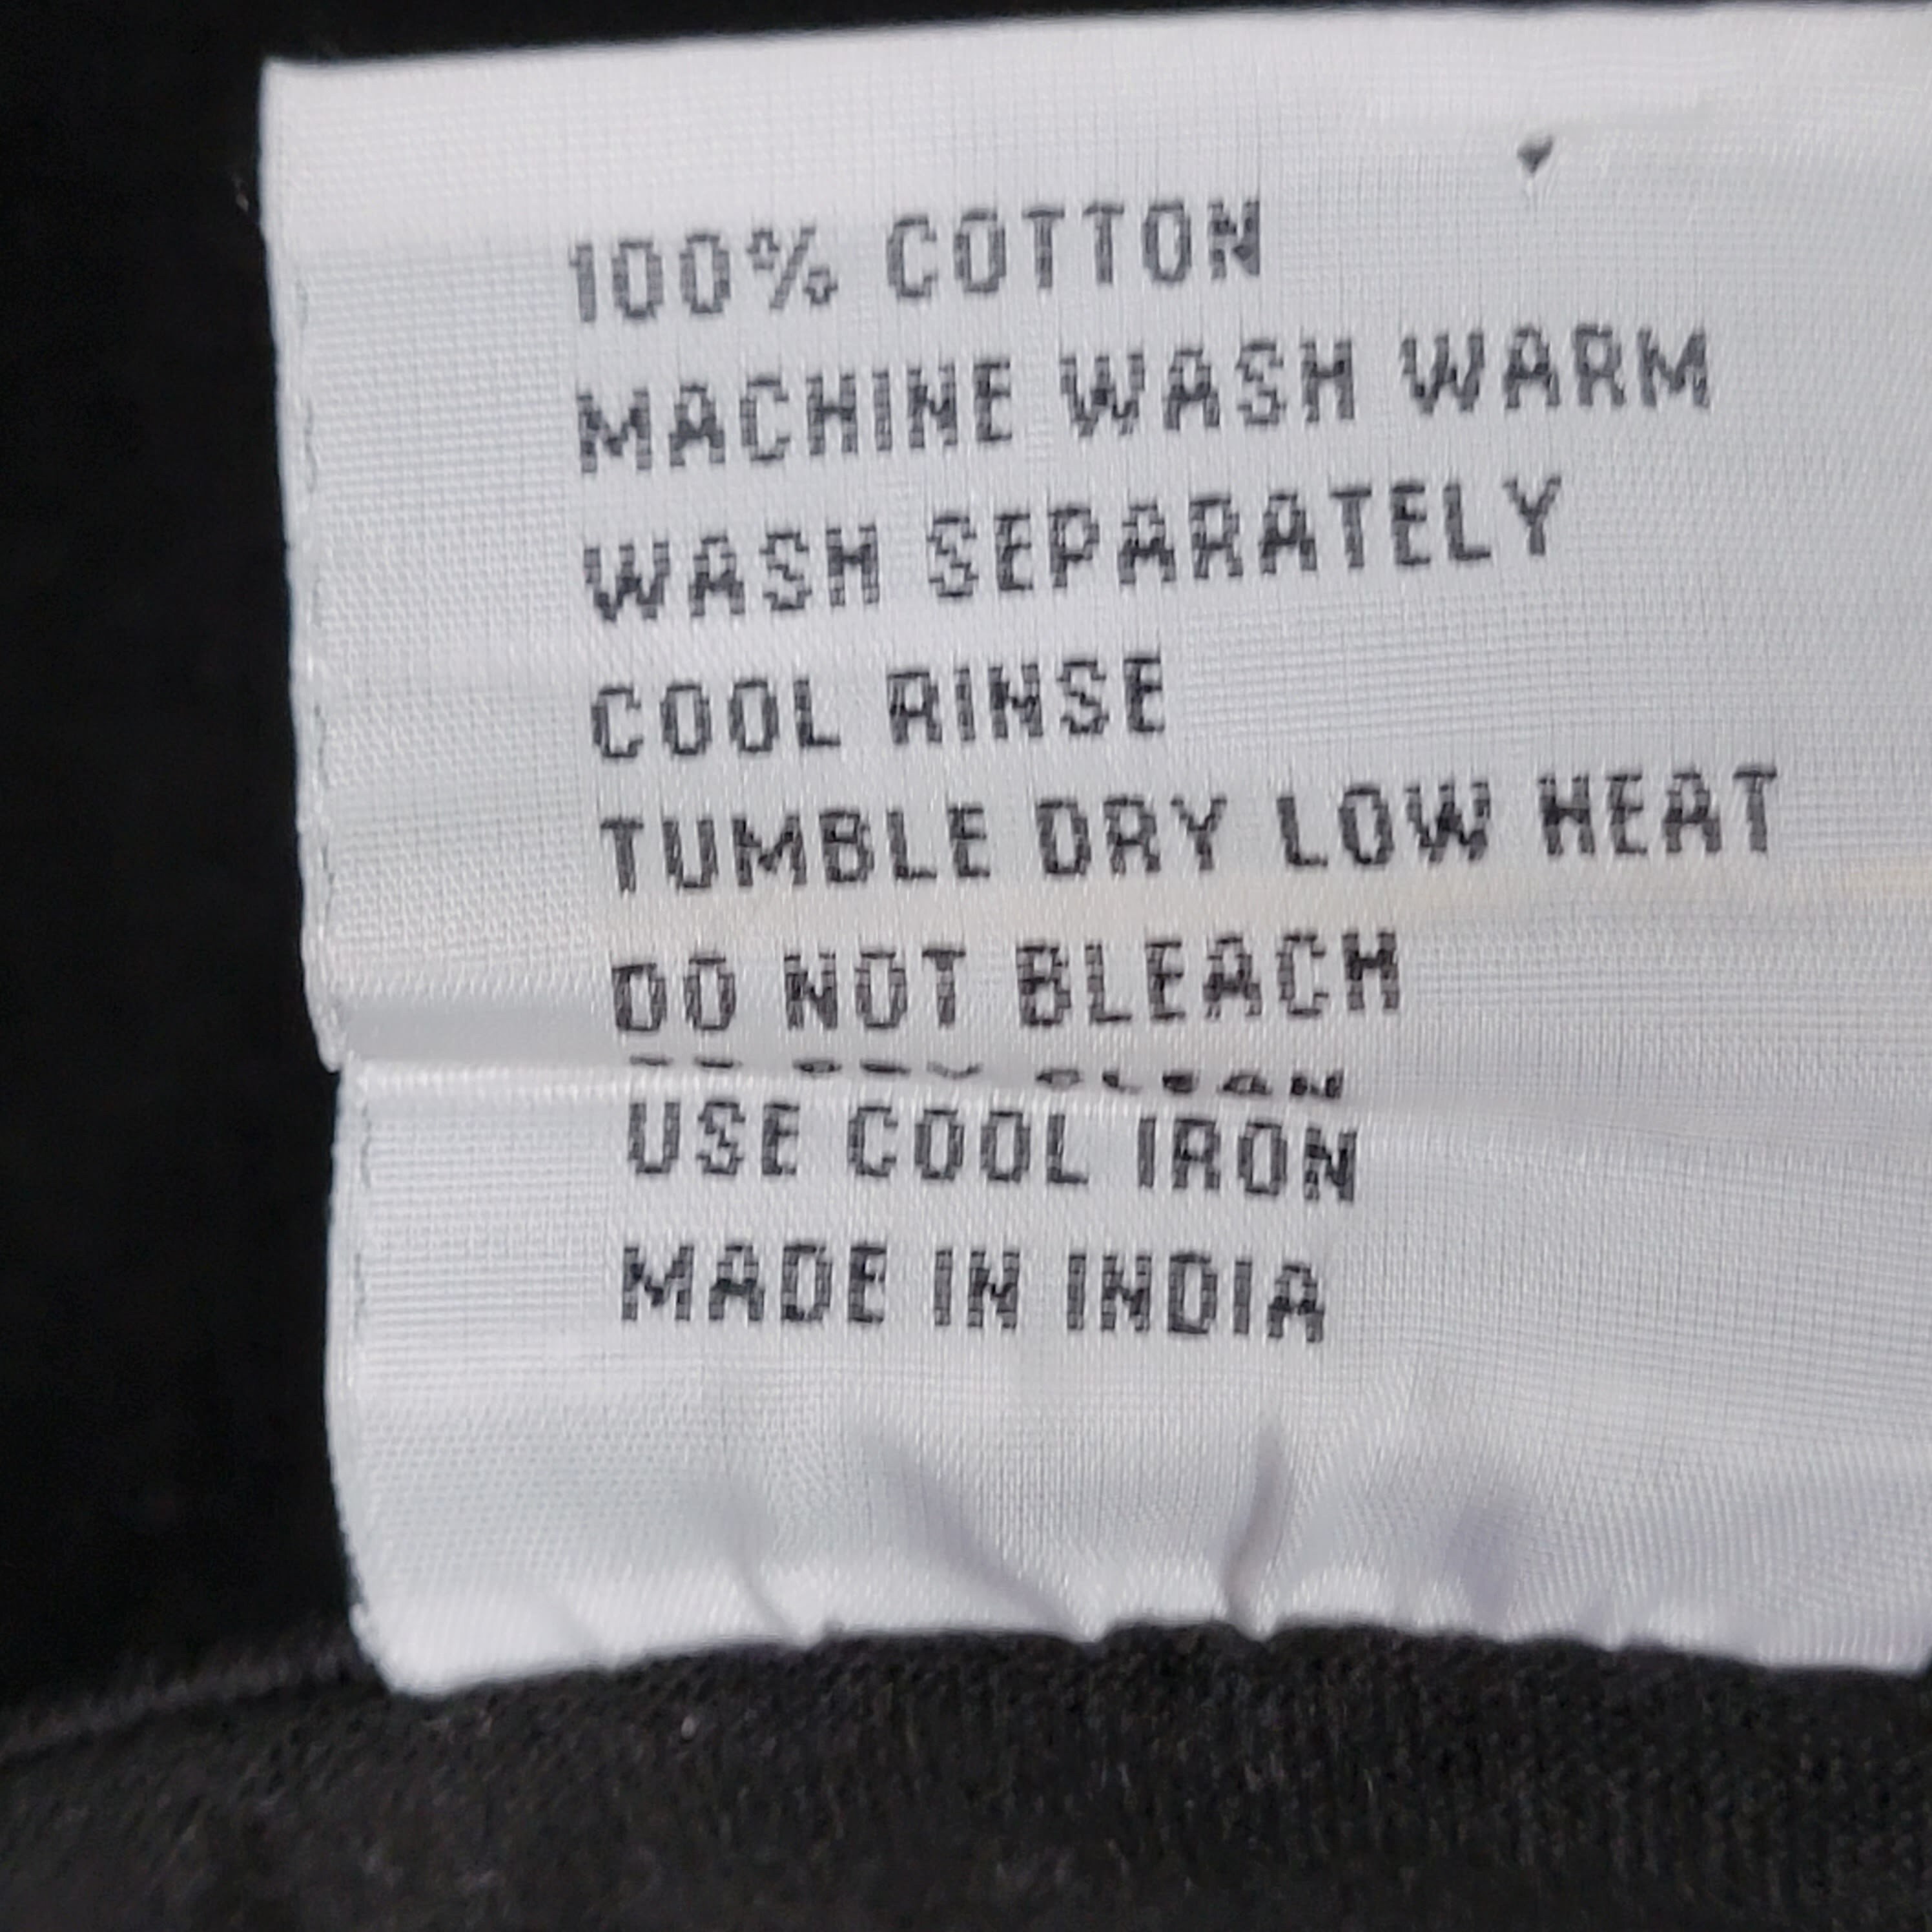 100% COTTON
MACHINE WASH WARM
WASH SEPARATELY
COOL RINSE
TUMBLE DRY LOW HEAT
DO NOT BLEACH
CLEAN
USE COOL IRON
MADE IN INDIA